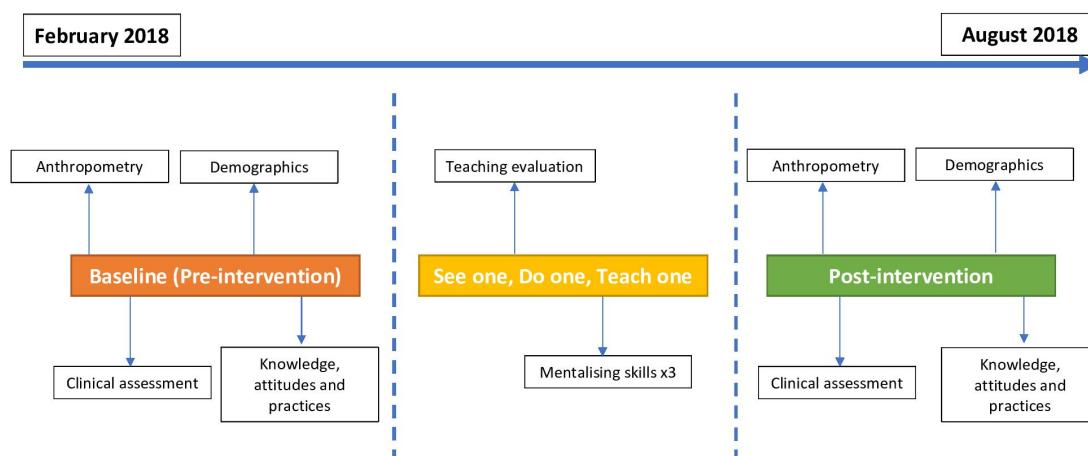 February 2018
August 2018
Anthropometry
Demographics
Teaching evaluation
Anthropometry
Demographics
Baseline (Pre-intervention)
See one, Do one, Teach one
Post-intervention
Clinical assessment
Knowledge,
attitudes and
practices
Mentalising skills x3
Clinical assessment
Knowledge,
attitudes and
practices